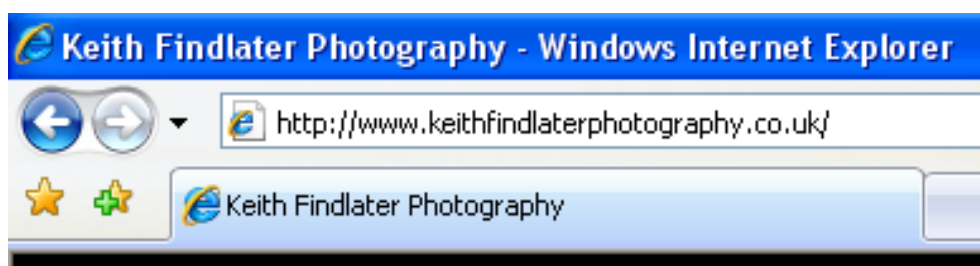 Keith Findlater Photography - Windows Internet Explorer
http://www.keithfindlaterphotography.co.uk/
Keith Findlater Photography